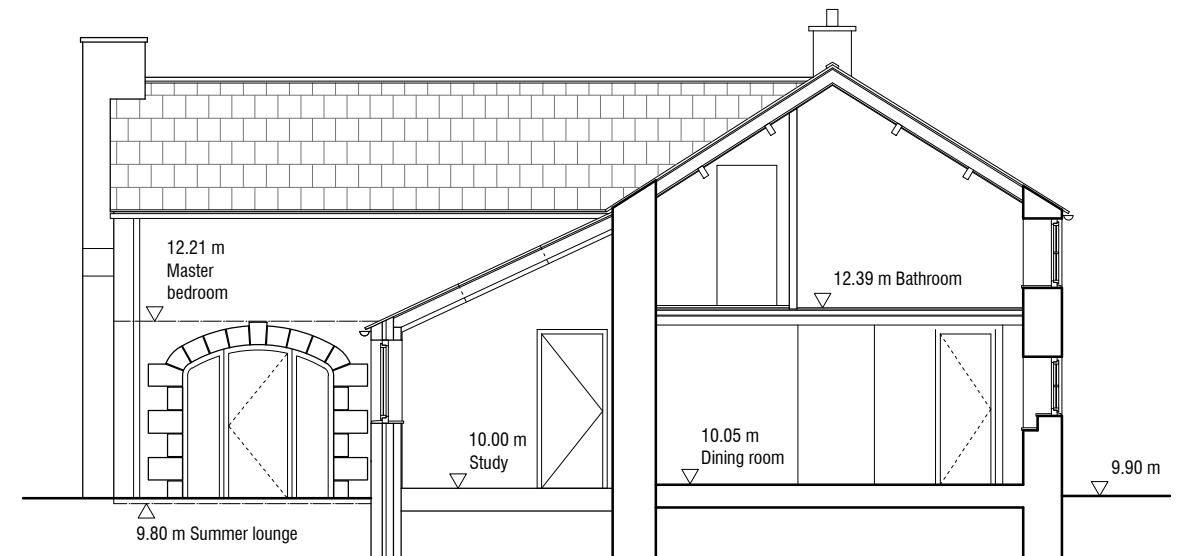 12.21 m
Master
bedroom
12.39 m Bathroom
10.00 m
Study
10.05 m
Dining room
9.90 m
9.80 m Summer lounge